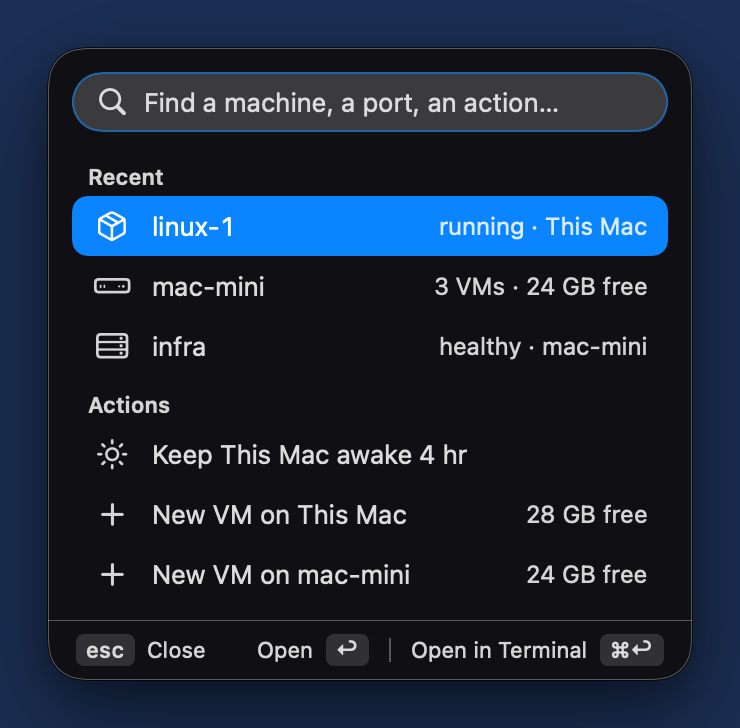 Find a machine, a port, an action...
Recent
linux-1 running · This Mac
mac-mini 3 VMs · 24 GB free
infra healthy · mac-mini
Actions
Keep This Mac awake 4 hr
New VM on This Mac 28 GB free
New VM on mac-mini 24 GB free
esc Close Open ↩ | Open in Terminal ⌘↩